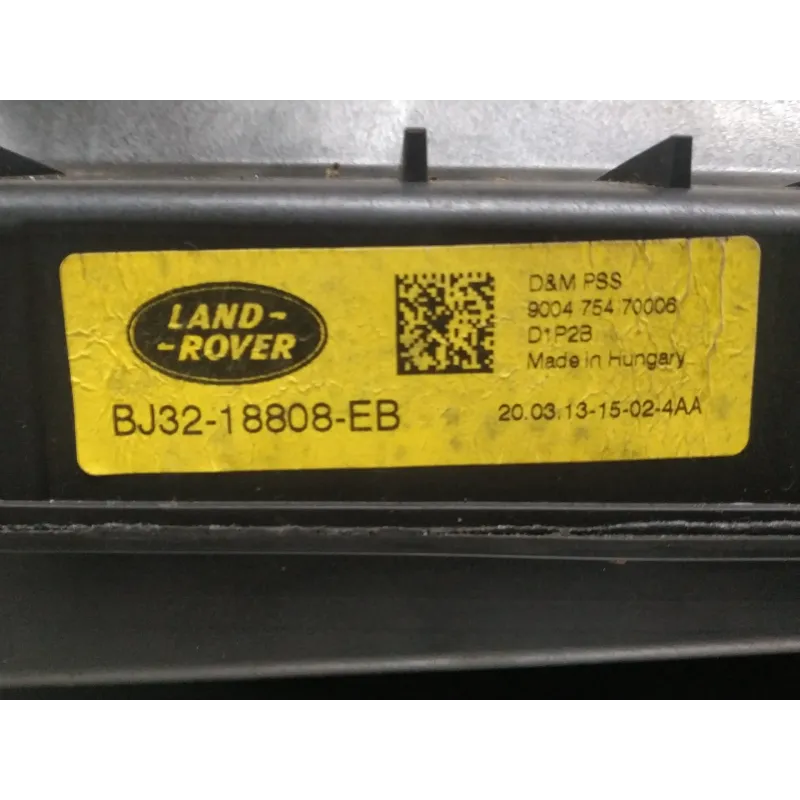 LAND-
-ROVER
D&M PSS
9004 754 70006
D1P2B
Made in Hungary
BJ32-18808-EB
20.03.13-15-02-4AA